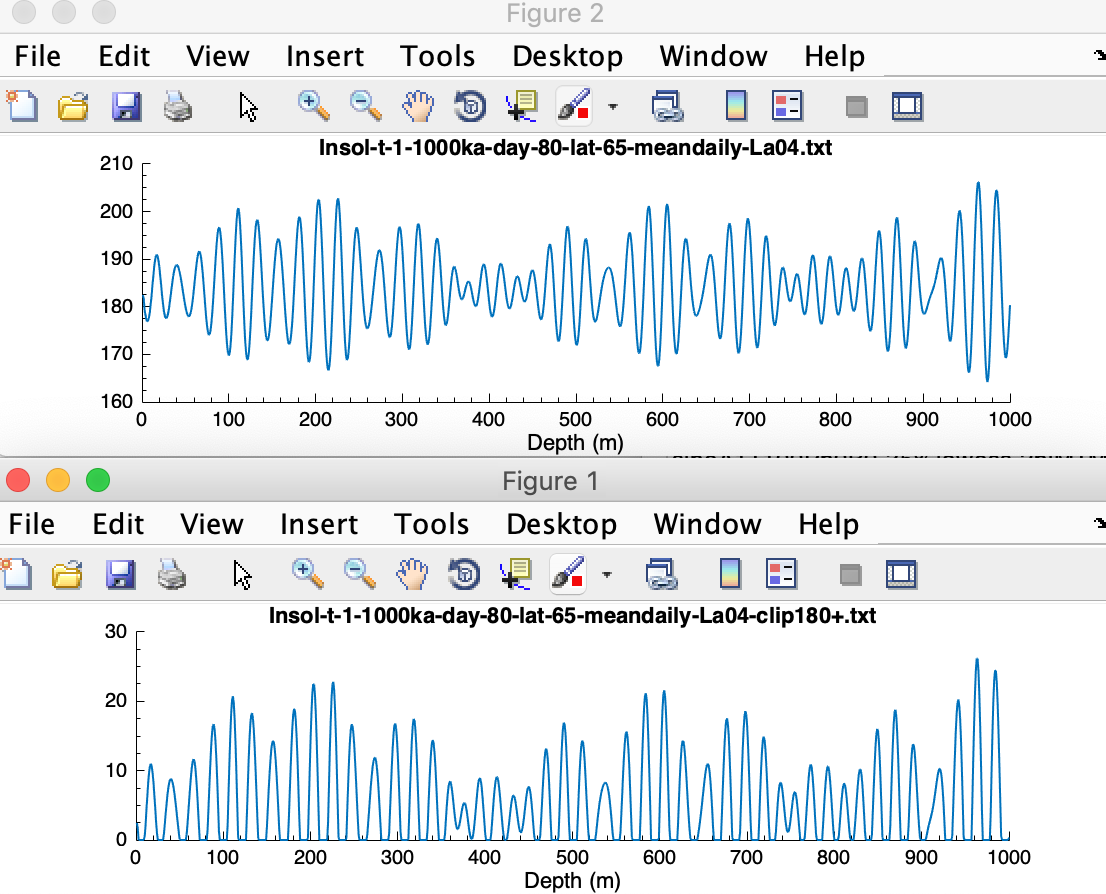 Figure 2
File Edit View Insert Tools Desktop Window Help
Insol-t-1-1000ka-day-80-lat-65-meandaily-La04.txt
210
200
190
180
170
160
0 100 200 300 400 500 600 700 800 900 1000
Depth (m)
Figure 1
File Edit View Insert Tools Desktop Window Help
Insol-t-1-1000ka-day-80-lat-65-meandaily-La04-clip180+.txt
30
20
10
0
0 100 200 300 400 500 600 700 800 900 1000
Depth (m)